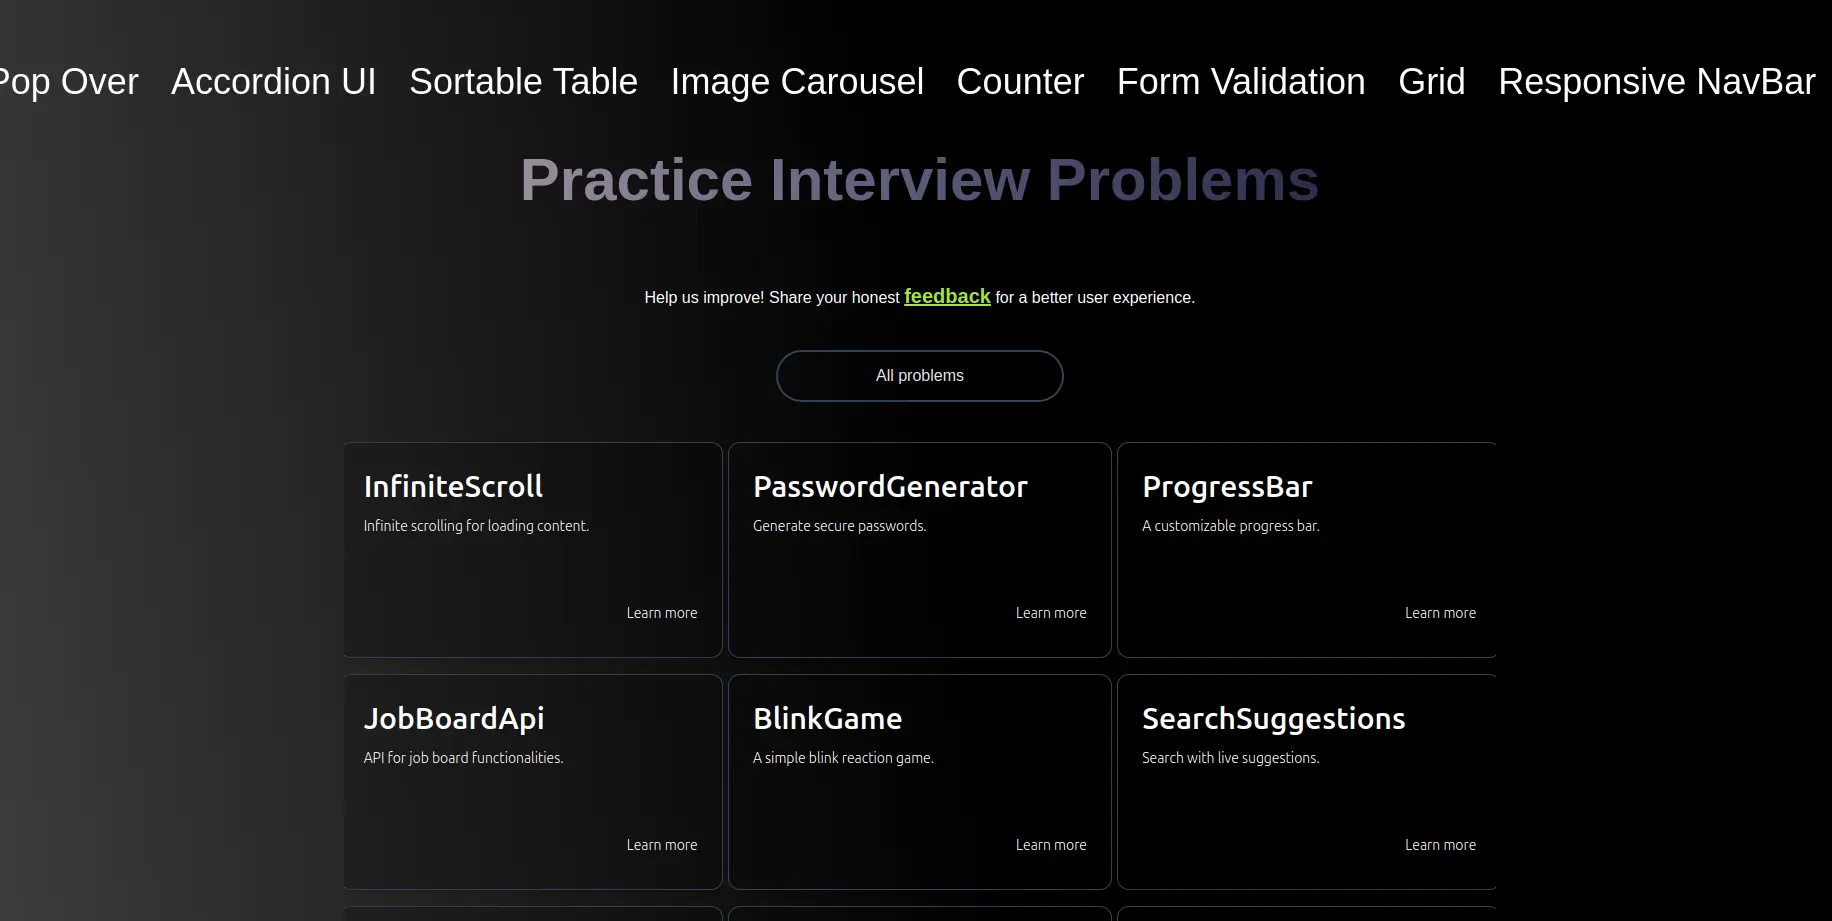 Pop Over Accordion UI Sortable Table Image Carousel Counter Form Validation Grid Responsive NavBar
Practice Interview Problems
Help us improve! Share your honest feedback for a better user experience.
All problems
InfiniteScroll
Infinite scrolling for loading content.
Learn more
PasswordGenerator
Generate secure passwords.
Learn more
ProgressBar
A customizable progress bar.
Learn more
JobBoardApi
API for job board functionalities.
Learn more
BlinkGame
A simple blink reaction game.
Learn more
SearchSuggestions
Search with live suggestions.
Learn more